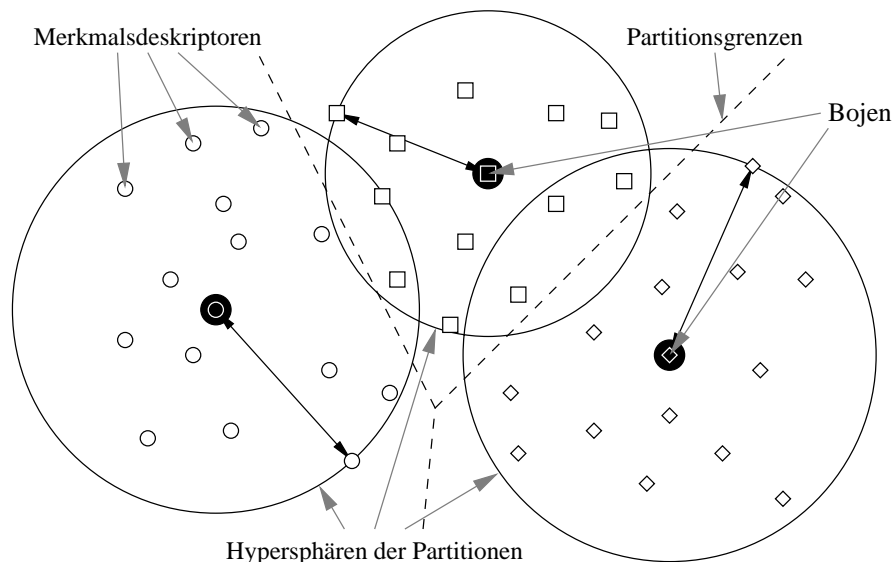 Merkmalsdeskriptoren
Partitionsgrenzen
Bojen
Hypersphären der Partitionen